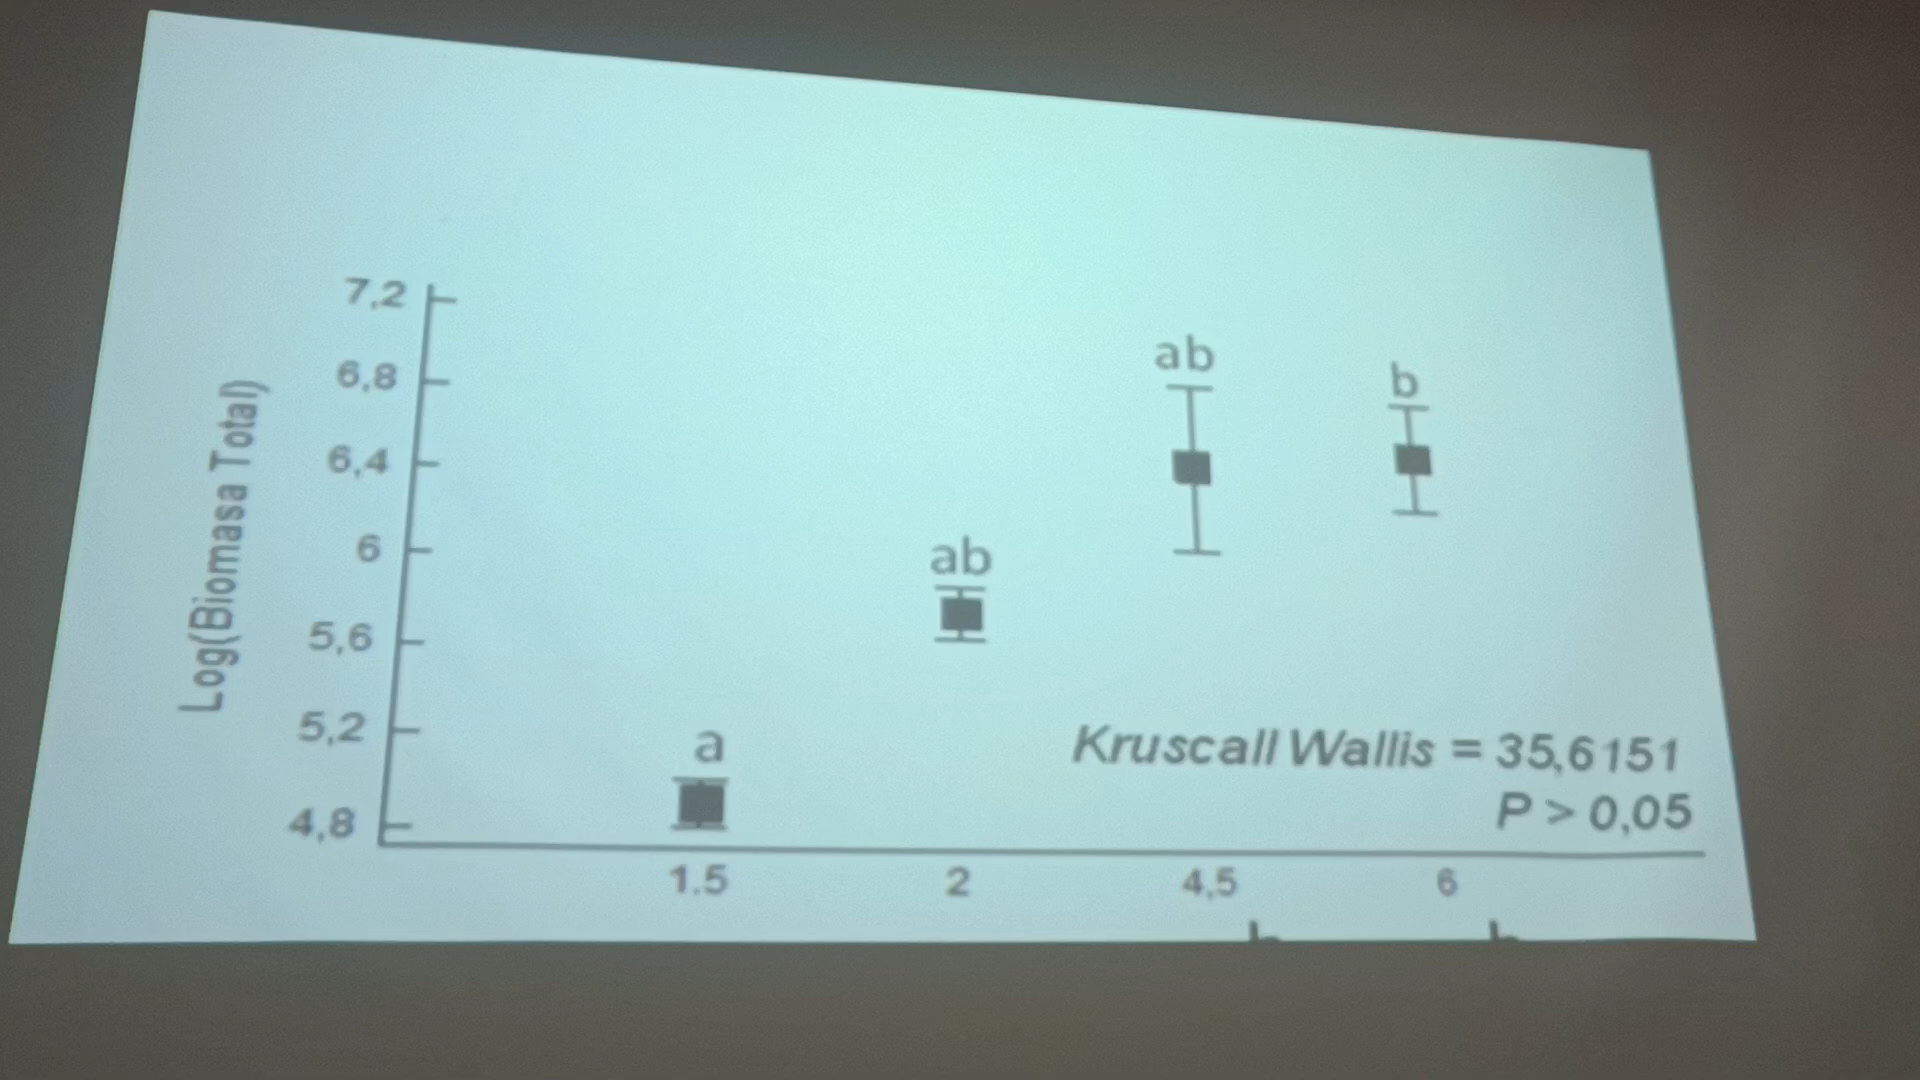 7,2
6,8
6,4
6
5,6
5,2
4,8
Log(Biomasa Total)
a
ab
ab
b
Kruscall Wallis = 35,6151
P > 0,05
1.5
2
4,5
6